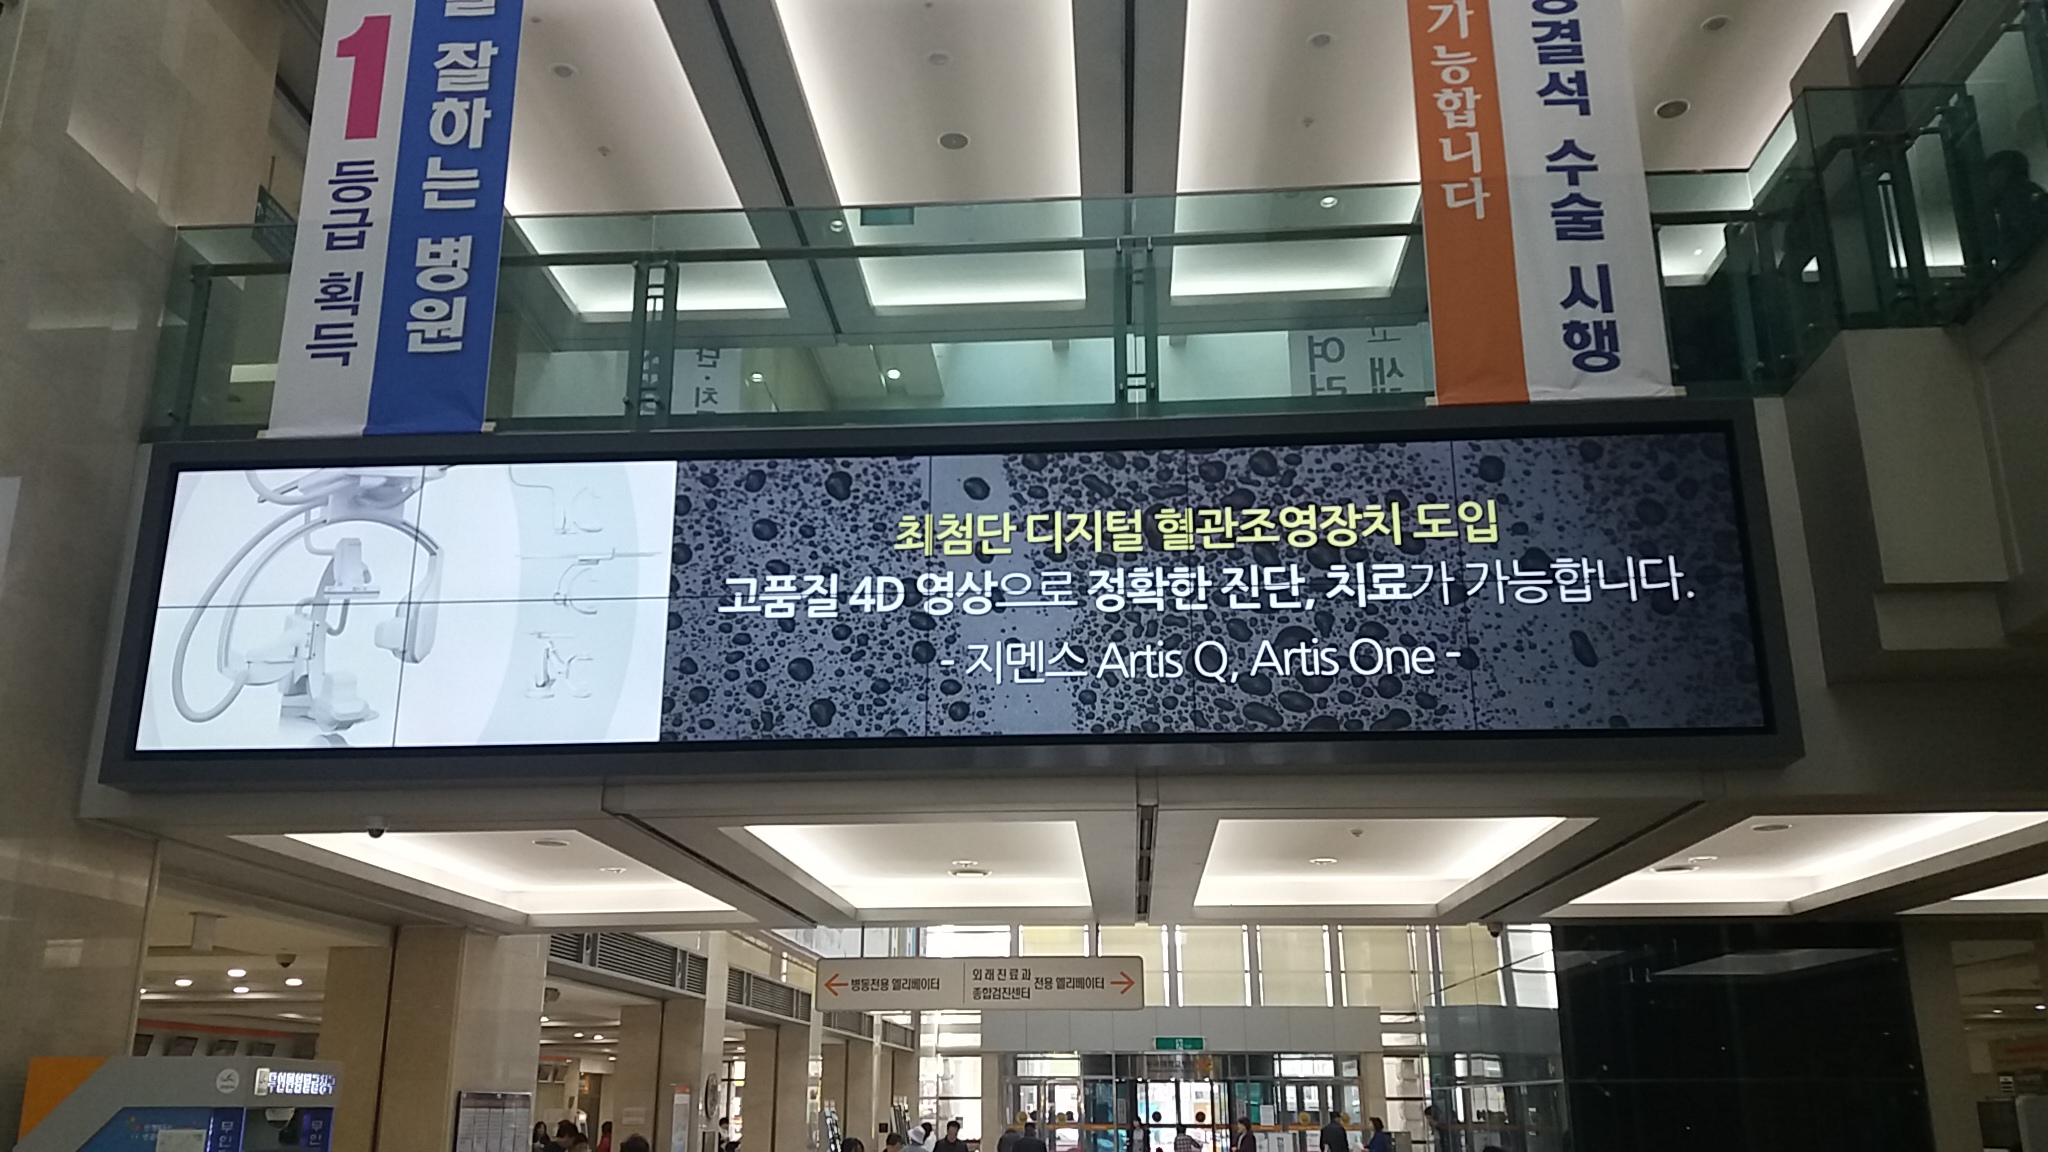 1등급 획득
잘하는 병원
가능합니다
결석 수술 시행
최첨단 디지털 혈관조영장치 도입
고품질 4D 영상으로 정확한 진단, 치료가 가능합니다.
- 지멘스 Artis Q, Artis One -
← 병동전용 엘리베이터
외래진료과
종합검진센터
전용 엘리베이터 →
무인
무인